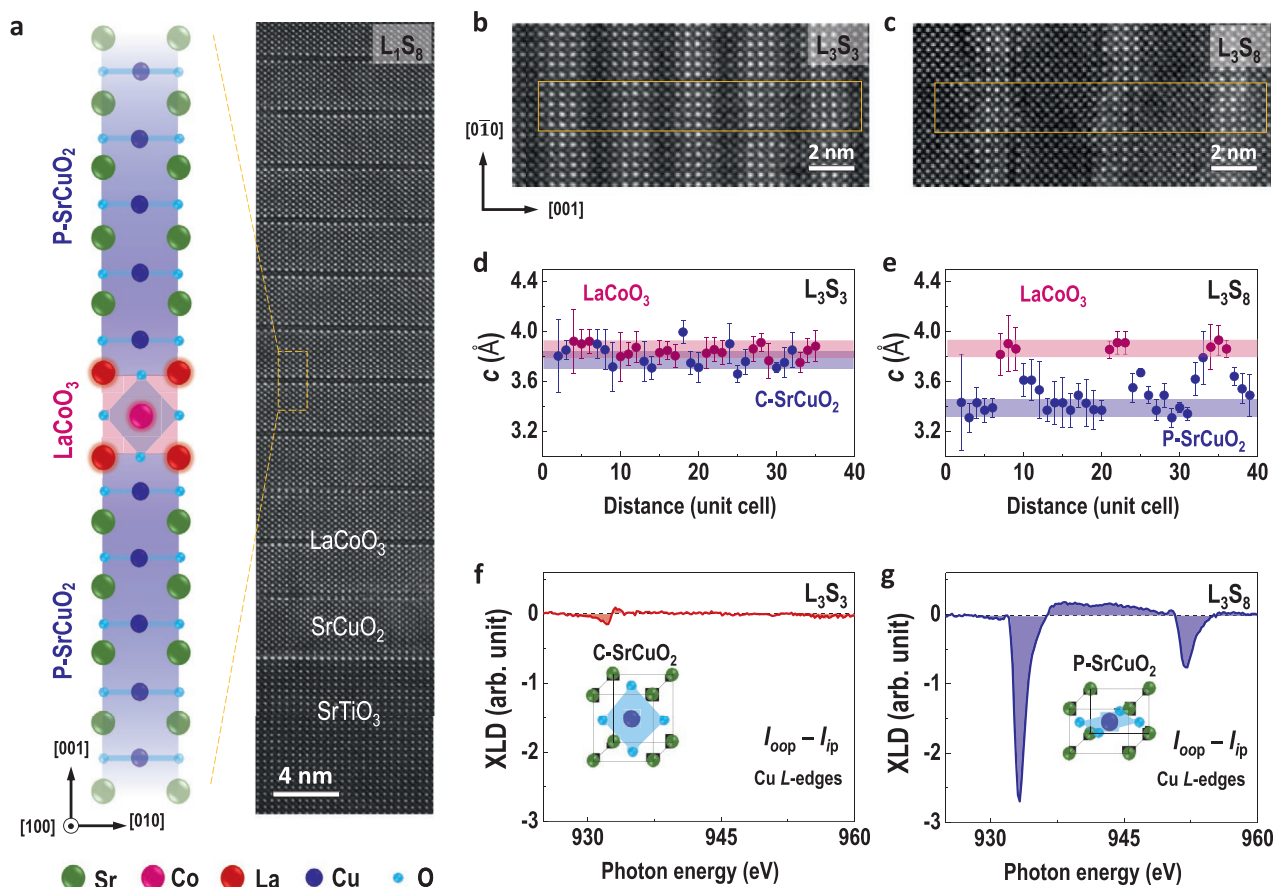 a
L₁S₈
P-SrCuO₂
LaCoO₃
P-SrCuO₂
[001]
[100]
[010]
LaCoO₃
SrCuO₂
SrTiO₃
4 nm
Sr Co La Cu O
b
L₃S₃
[01̅0]
[001]
2 nm
c
L₃S₈
2 nm
d
LaCoO₃
L₃S₃
4.4
4.0
3.6
3.2
c (Å)
C-SrCuO₂
0 10 20 30 40
Distance (unit cell)
e
LaCoO₃
L₃S₈
4.4
4.0
3.6
3.2
c (Å)
P-SrCuO₂
0 10 20 30 40
Distance (unit cell)
f
L₃S₃
0
-1
-2
-3
XLD (arb. unit)
C-SrCuO₂
Iₒₒₚ – Iᵢₚ
Cu L-edges
930 945 960
Photon energy (eV)
g
L₃S₈
0
-1
-2
-3
XLD (arb. unit)
P-SrCuO₂
Iₒₒₚ – Iᵢₚ
Cu L-edges
930 945 960
Photon energy (eV)